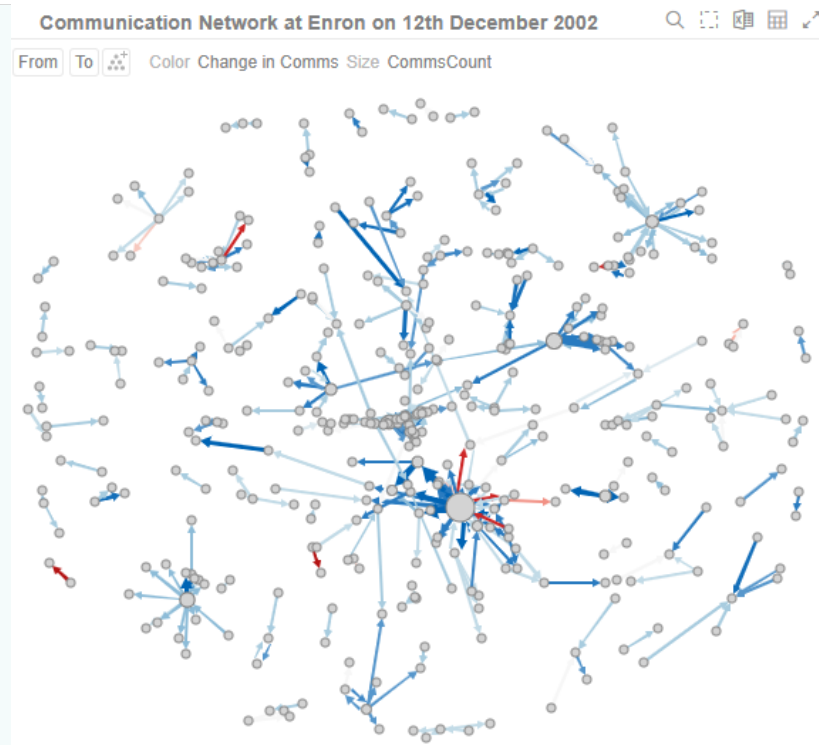 Communication Network at Enron on 12th December 2002
From To Color Change in Comms Size CommsCount